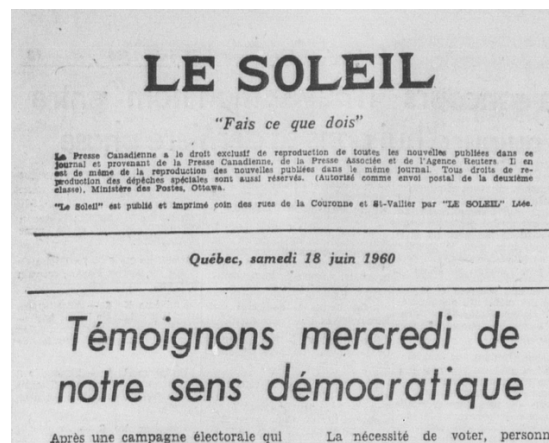 LE SOLEIL
"Fais ce que dois"
La Presse Canadienne a le droit exclusif de reproduction de toutes les nouvelles publiées dans ce
journal et provenant de la Presse Canadienne, de la Presse Associée et de l'Agence Reuters Il en
est de même de la reproduction des nouvelles publiées dans le même journal. Tous droits de re-
production des dépêches spéciales sont aussi réservés. (Autorisé comme envoi postal de la deuxième
classe), Ministère des Postes, Ottawa.
"Le Soleil" est publié et imprimé coin des rues de la Couronne et St-Vallier par "LE SOLEIL" Ltée.
Québec, samedi 18 juin 1960
Témoignons mercredi de
notre sens démocratique
Après une campagne électorale qui
La nécessité de voter, personn